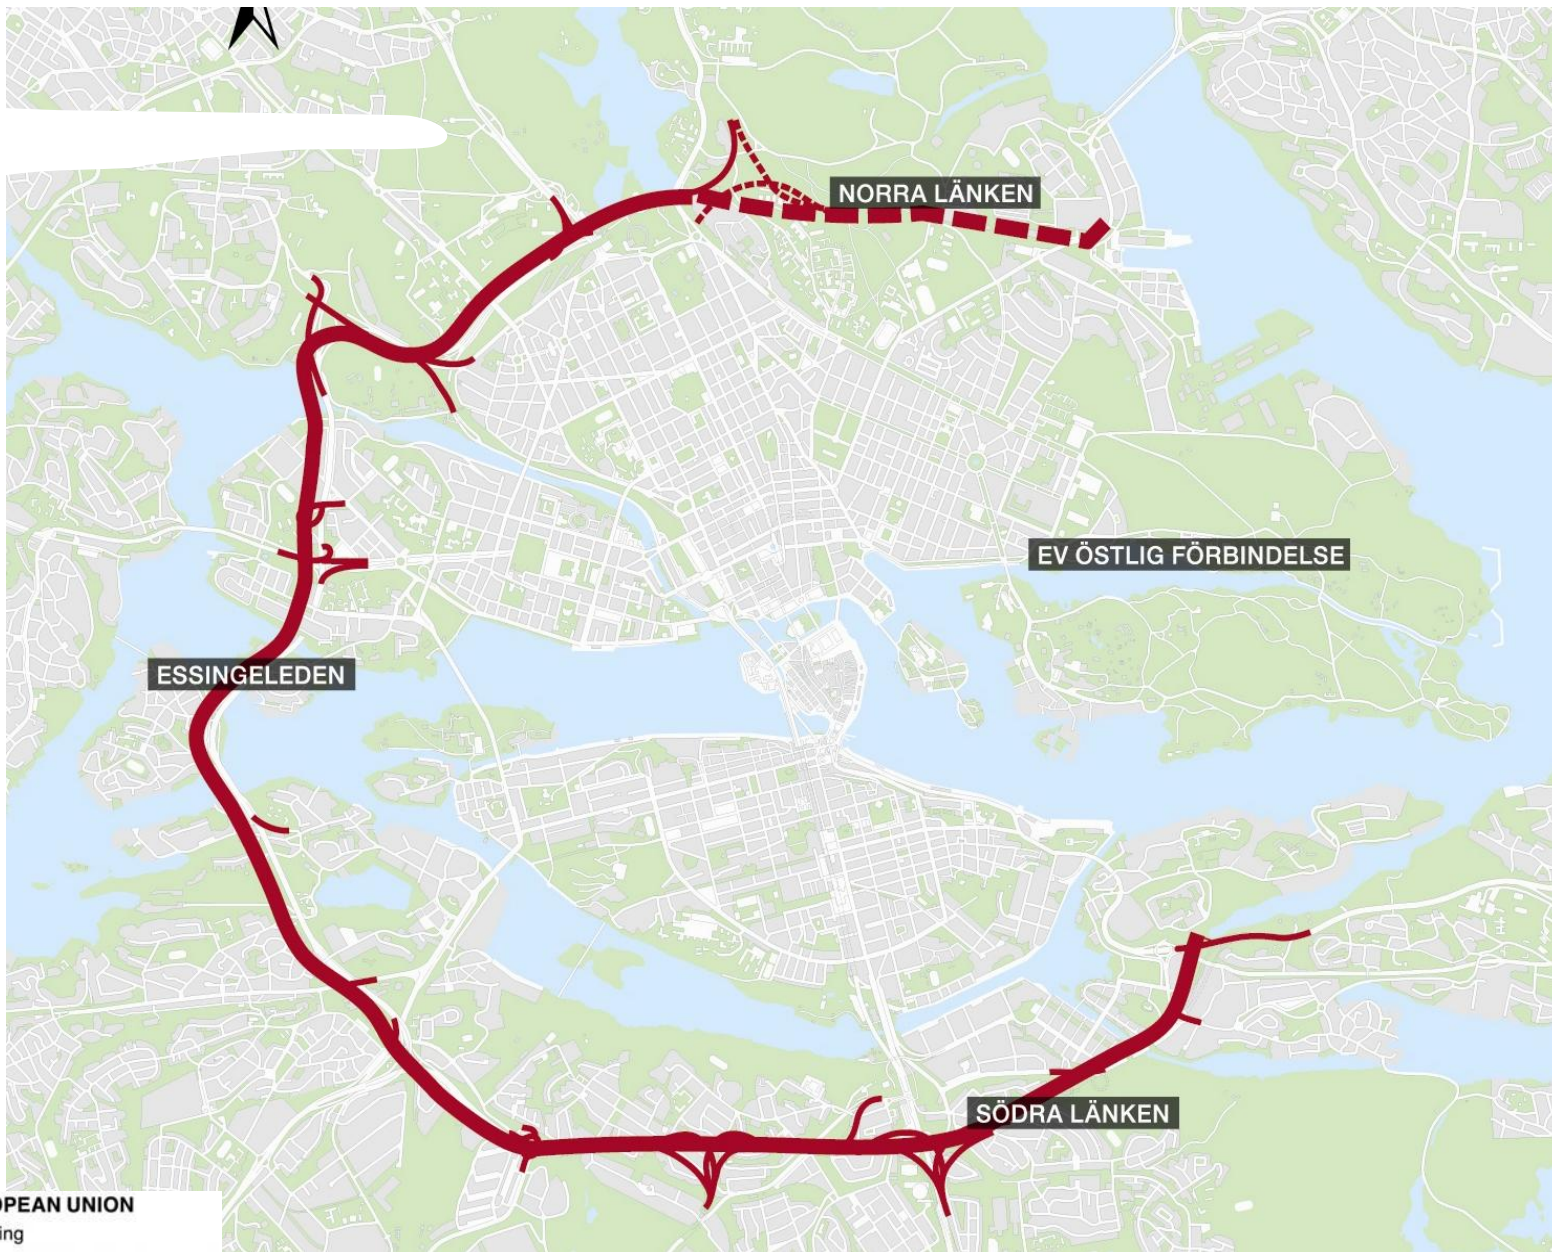 NORRA LÄNKEN
EV ÖSTLIG FÖRBINDELSE
ESSINGELEDEN
SÖDRA LÄNKEN
OPEAN UNION
ing